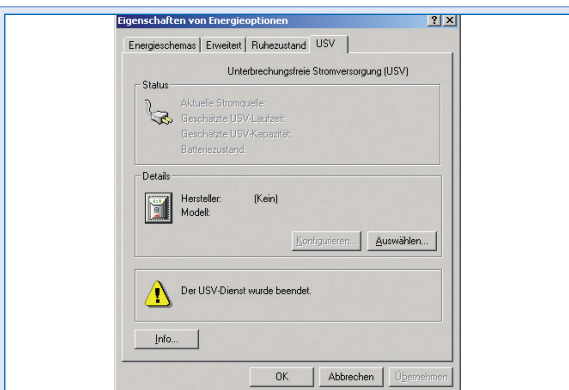 Eigenschaften von Energieoptionen
Energieschemas Erweitert Ruhezustand USV
Unterbrechungsfreie Stromversorgung (USV)
Status
Aktuelle Stromquelle:
Geschätzte USV-Laufzeit:
Geschätzte USV-Kapazität:
Batteriezustand:
Details
Hersteller: (Kein)
Modell:
Konfigurieren... Auswählen...
Der USV-Dienst wurde beendet.
Info...
OK Abbrechen Übernehmen